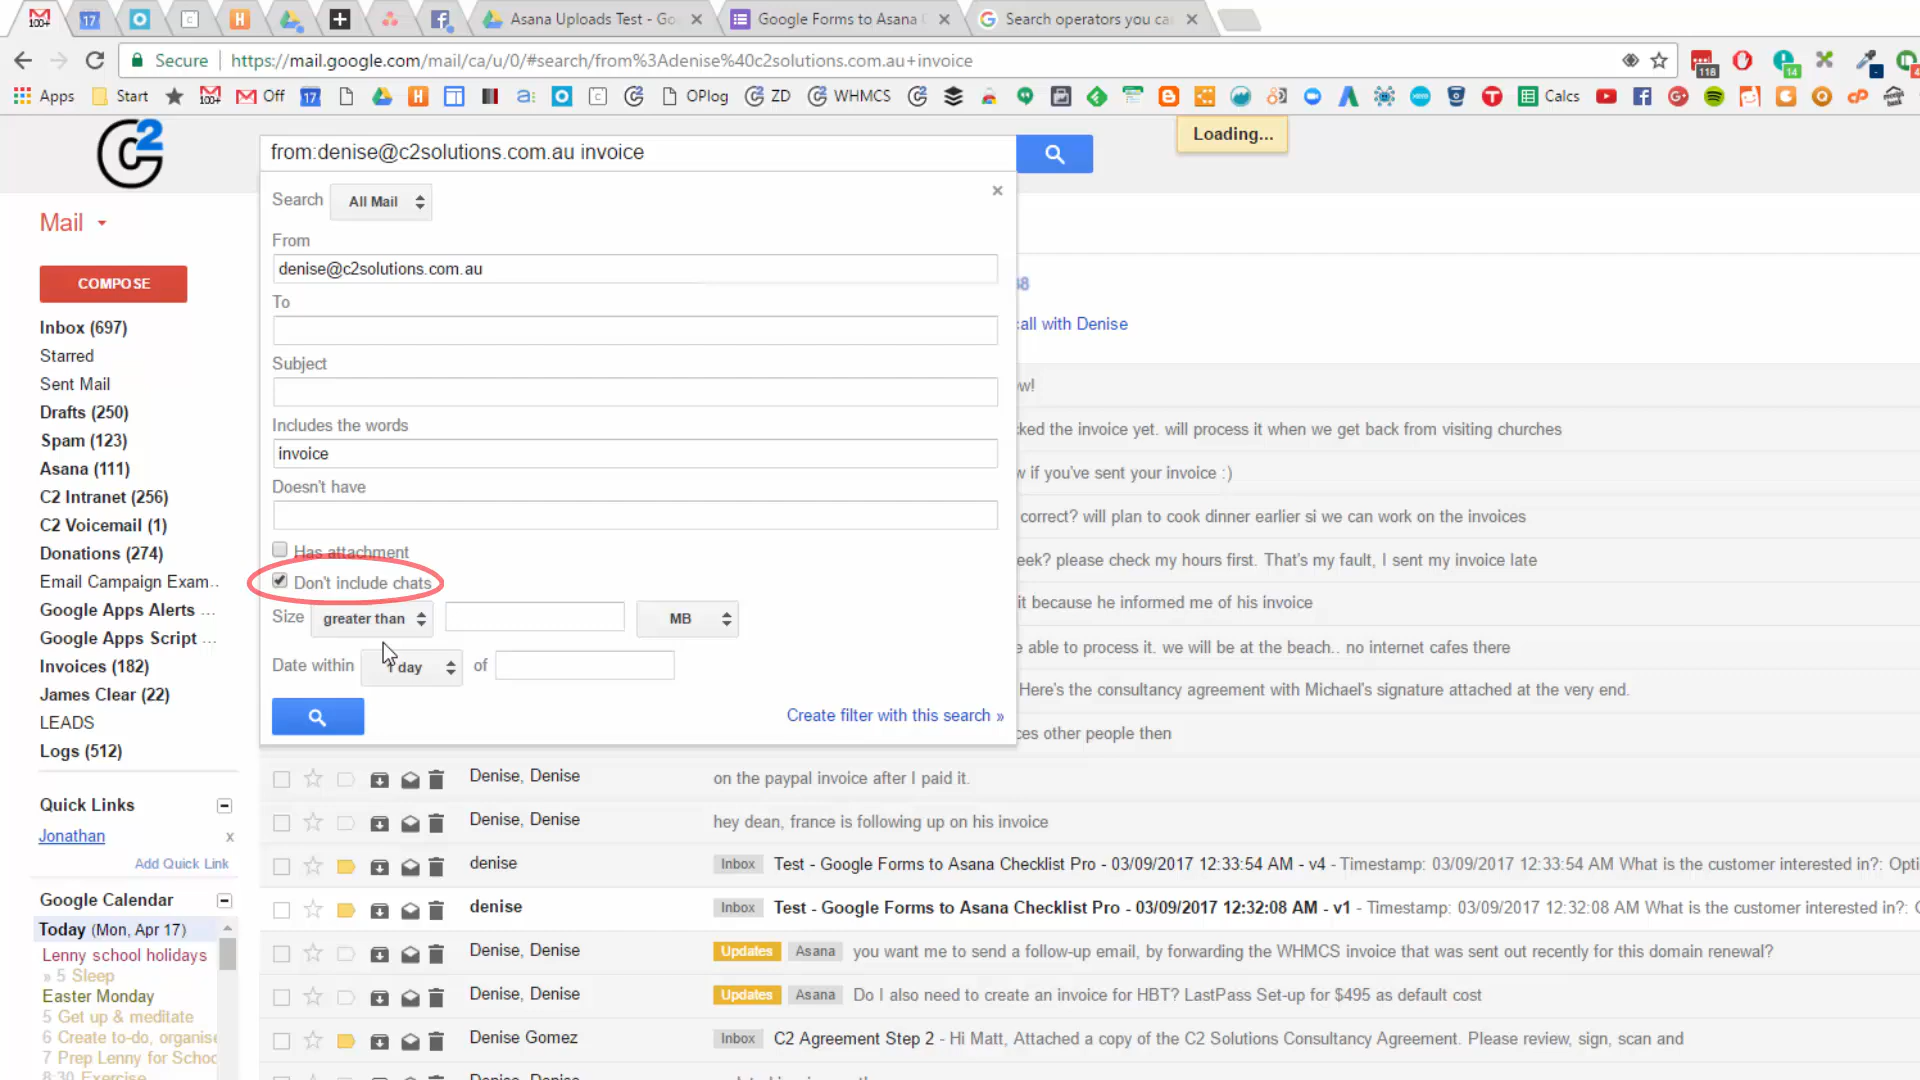 Asana Uploads Test - Go
Google Forms to Asana
Search operators you ca
Secure
https://mail.google.com/mail/ca/u/0/#search/from%3Adenise%40c2solutions.com.au+invoice
Apps Start Off OPlog ZD WHMCS Calcs
C2
from:denise@c2solutions.com.au invoice
Loading...
Search All Mail
From
denise@c2solutions.com.au
To
Subject
Includes the words
invoice
Doesn't have
Has attachment
Don't include chats
Size greater than MB
Date within 1 day of
Create filter with this search »
Mail
COMPOSE
Inbox (697)
Starred
Sent Mail
Drafts (250)
Spam (123)
Asana (111)
C2 Intranet (256)
C2 Voicemail (1)
Donations (274)
Email Campaign Exam...
Google Apps Alerts ...
Google Apps Script ...
Invoices (182)
James Clear (22)
LEADS
Logs (512)
Quick Links
Jonathan x
Add Quick Link
Google Calendar
Today (Mon, Apr 17)
Lenny school holidays
» 5 Sleep
Easter Monday
5 Get up & meditate
6 Create to-do, organise
7 Prep Lenny for Schoo
8:30 Exercise
call with Denise
ow!
cked the invoice yet. will process it when we get back from visiting churches
w if you've sent your invoice :)
correct? will plan to cook dinner earlier si we can work on the invoices
eek? please check my hours first. That's my fault, I sent my invoice late
it because he informed me of his invoice
e able to process it. we will be at the beach.. no internet cafes there
Here's the consultancy agreement with Michael's signature attached at the very end.
ces other people then
Denise, Denise on the paypal invoice after I paid it.
Denise, Denise hey dean, france is following up on his invoice
denise Inbox Test - Google Forms to Asana Checklist Pro - 03/09/2017 12:33:54 AM - v4 - Timestamp: 03/09/2017 12:33:54 AM What is the customer interested in?: Opti
denise Inbox Test - Google Forms to Asana Checklist Pro - 03/09/2017 12:32:08 AM - v1 - Timestamp: 03/09/2017 12:32:08 AM What is the customer interested in?:
Denise, Denise Updates Asana you want me to send a follow-up email, by forwarding the WHMCS invoice that was sent out recently for this domain renewal?
Denise, Denise Updates Asana Do I also need to create an invoice for HBT? LastPass Set-up for $495 as default cost
Denise Gomez Inbox C2 Agreement Step 2 - Hi Matt, Attached a copy of the C2 Solutions Consultancy Agreement. Please review, sign, scan and
Denise, Denise